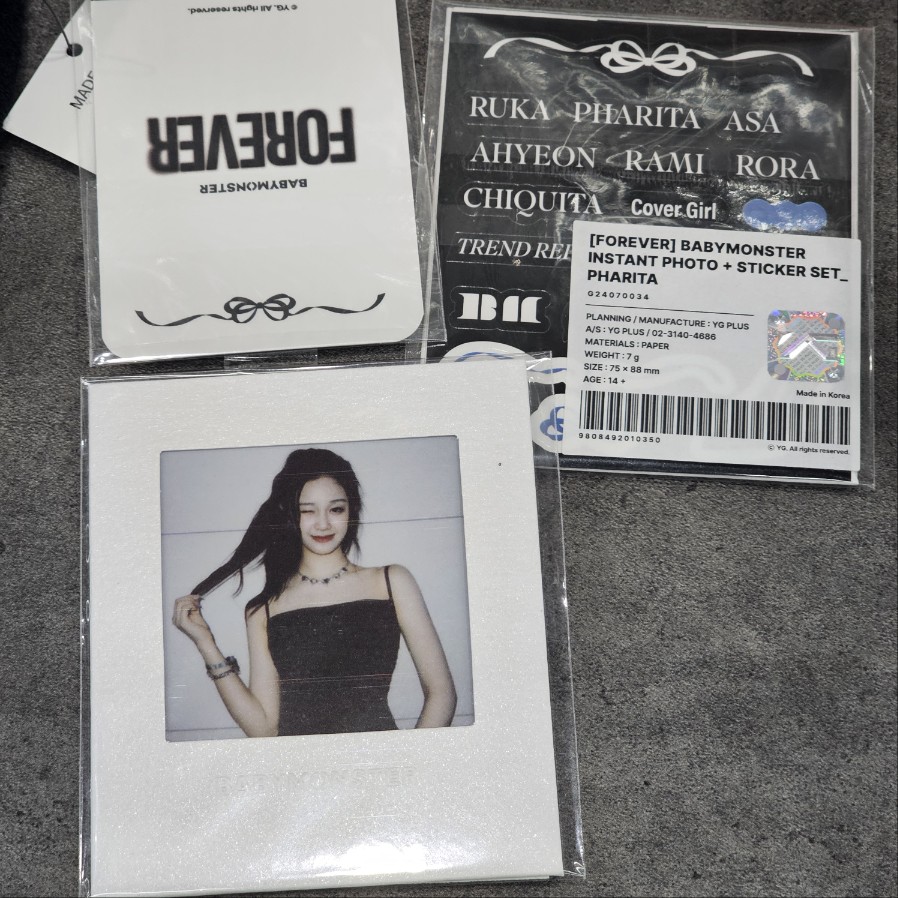 © YG. All rights reserved.
FOREVER
BABYMONSTER
MADE
RUKA PHARITA ASA
AHYEON RAMI RORA
CHIQUITA Cover Girl
TREND
[FOREVER] BABYMONSTER
INSTANT PHOTO + STICKER SET_
PHARITA
G24070034
PLANNING / MANUFACTURE : YG PLUS
A/S : YG PLUS / 02-3140-4686
MATERIALS : PAPER
WEIGHT : 7 g
SIZE : 75 × 88 mm
AGE : 14 +
Made in Korea
9808492010350
© YG. All rights reserved.
BABYMONSTER